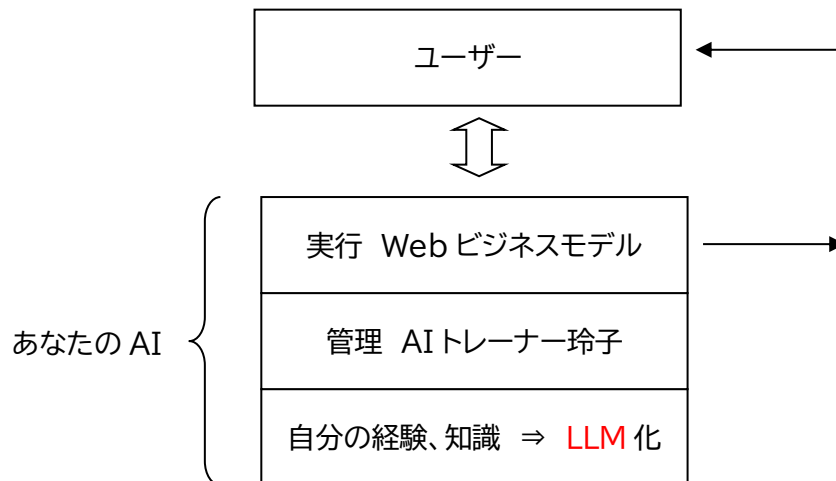 ユーザー
実行 Webビジネスモデル
管理 AIトレーナー玲子
あなたのAI
自分の経験、知識 ⇒ LLM化